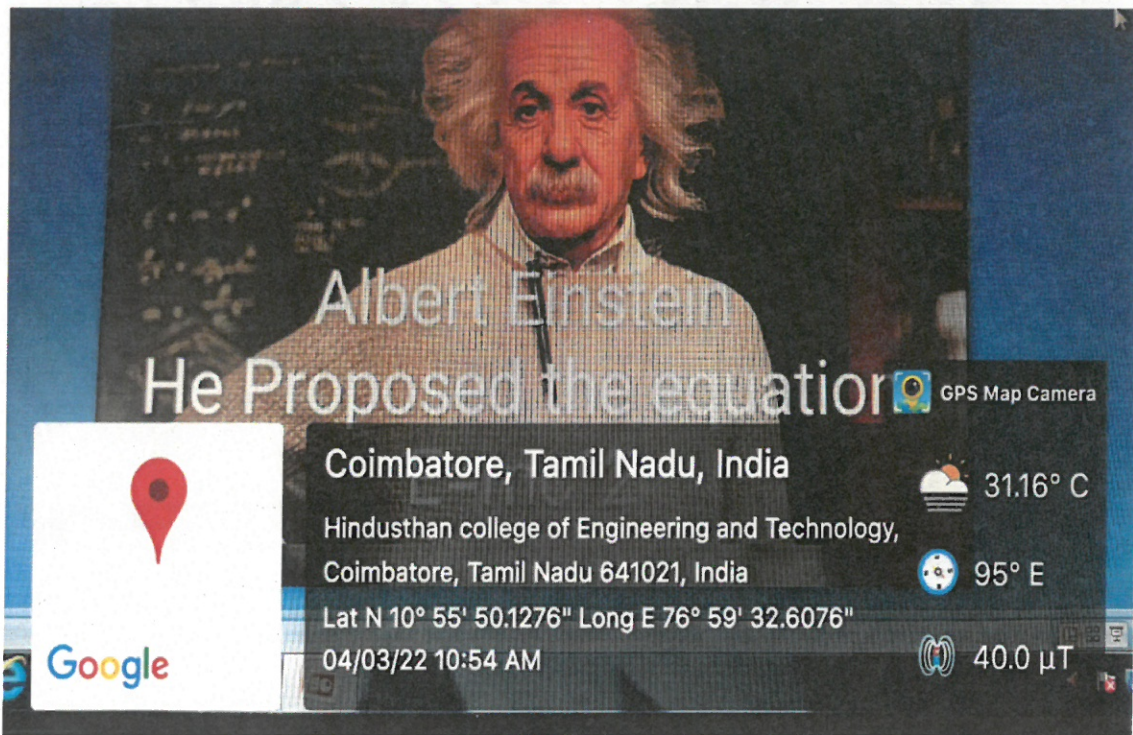 Albert Einstein
He Proposed the equation
GPS Map Camera
Coimbatore, Tamil Nadu, India
31.16° C
Hindusthan college of Engineering and Technology,
Coimbatore, Tamil Nadu 641021, India
95° E
Lat N 10° 55' 50.1276" Long E 76° 59' 32.6076"
04/03/22 10:54 AM
40.0 µT
Google